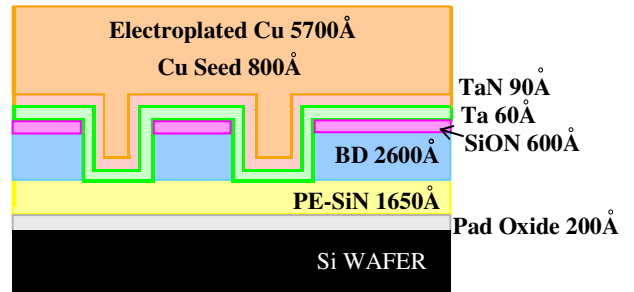 Electroplated Cu 5700Å
Cu Seed 800Å
TaN 90Å
Ta 60Å
SiON 600Å
BD 2600Å
PE-SiN 1650Å
Pad Oxide 200Å
Si WAFER